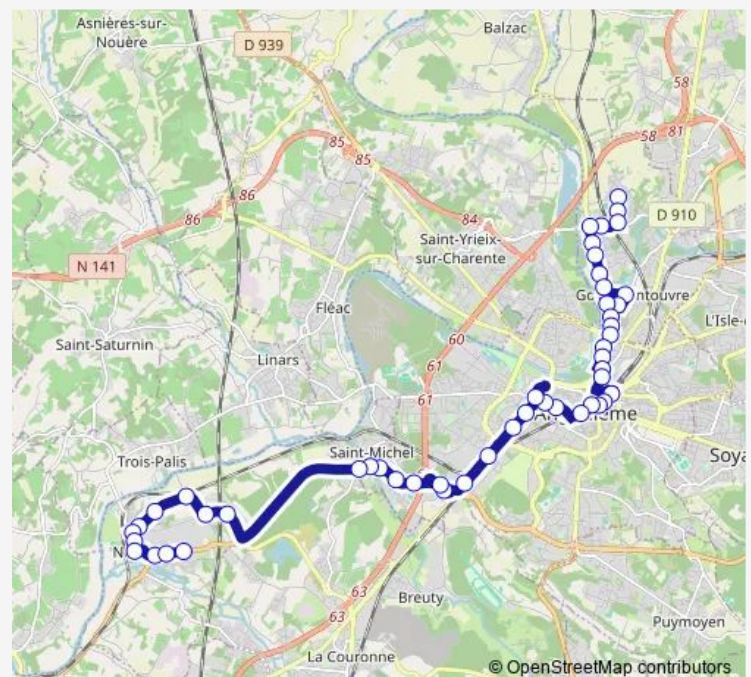 Asnières-sur-
Nouère
D 939
Balzac
58
58
81
85
85
86
86
84
D 910
N 141
Saint-Yrieix-
sur-Charente
Fléac
60
L'Isle-
Saint-Saturnin
Linars
61
61
Saint-Michel
Soya
Trois-Palis
N
Breuty
63
63
Puymoyen
La Couronne
© OpenStreetMap contributors